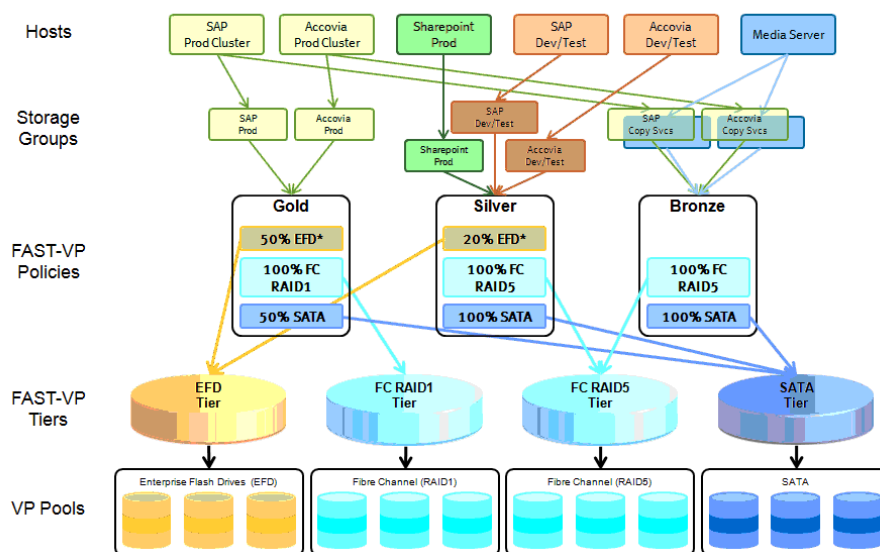 Hosts
SAP
Prod Cluster
Accovia
Prod Cluster
Sharepoint
Prod
SAP
Dev/Test
Accovia
Dev/Test
Media Server
Storage
Groups
SAP
Prod
Accovia
Prod
Sharepoint
Prod
SAP
Dev/Test
Accovia
Dev/Test
SAP
Copy Svcs
Accovia
Copy Svcs
FAST-VP
Policies
Gold
50% EFD*
100% FC
RAID1
50% SATA
Silver
20% EFD*
100% FC
RAID5
100% SATA
Bronze
100% FC
RAID5
100% SATA
FAST-VP
Tiers
EFD
Tier
FC RAID1
Tier
FC RAID5
Tier
SATA
Tier
VP Pools
Enterprise Flash Drives (EFD)
Fibre Channel (RAID1)
Fibre Channel (RAID5)
SATA